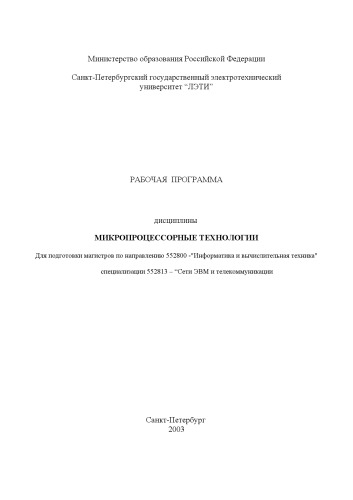 Министерство образования Российской Федерации
Санкт-Петербургский государственный электротехнический
университет “ЛЭТИ”
РАБОЧАЯ ПРОГРАММА
дисциплины
МИКРОПРОЦЕССОРНЫЕ ТЕХНОЛОГИИ
Для подготовки магистров по направлению 552800 -"Информатика и вычислительная техника"
специализации 552813 – “Сети ЭВМ и телекоммуникации
Санкт-Петербург
2003